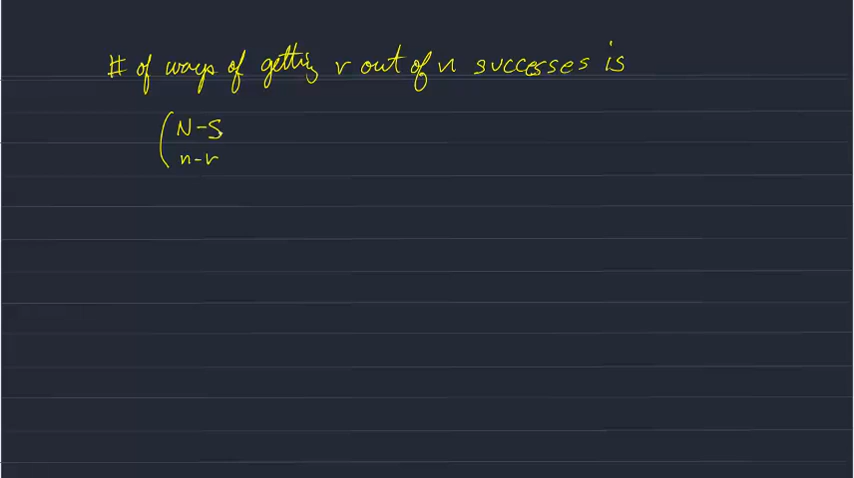 # of ways of getting r out of n successes is
( N-S
n-r